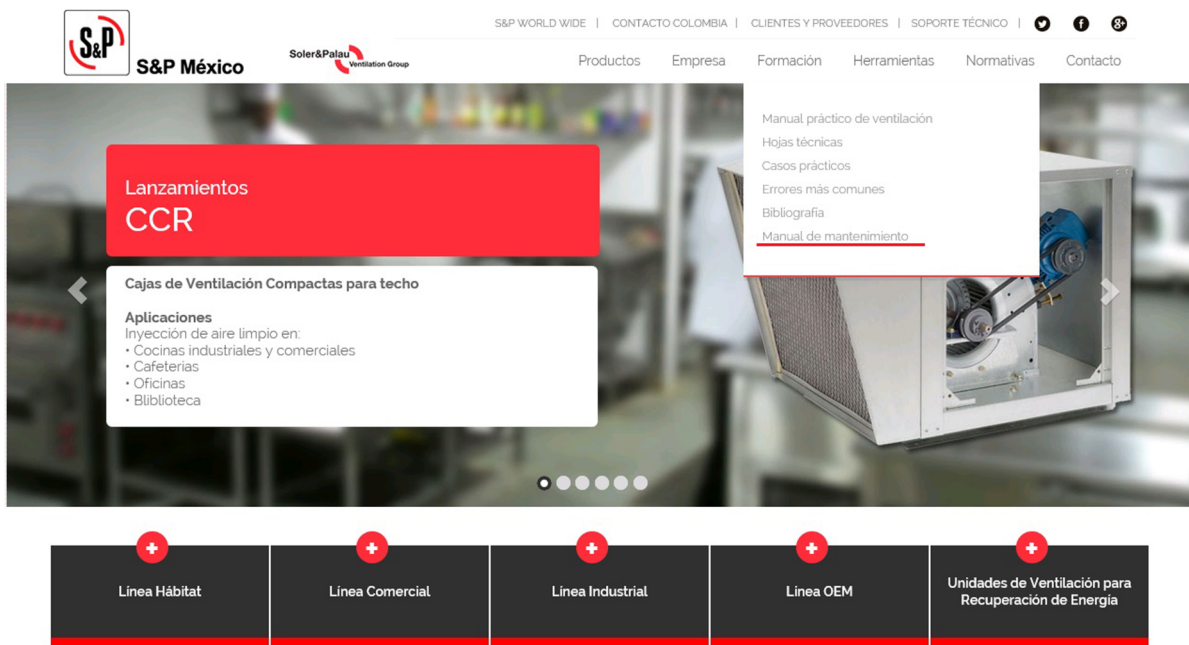 S&P
S&P México
Soler&Palau
Ventilation Group
S&P WORLD WIDE | CONTACTO COLOMBIA | CLIENTES Y PROVEEDORES | SOPORTE TÉCNICO |
Productos Empresa Formación Herramientas Normativas Contacto
Manual práctico de ventilación
Hojas técnicas
Casos prácticos
Errores más comunes
Bibliografía
Manual de mantenimiento
Lanzamientos
CCR
Cajas de Ventilación Compactas para techo
Aplicaciones
Inyección de aire limpio en:
• Cocinas industriales y comerciales
• Cafeterias
• Oficinas
• Bliblioteca
Línea Hábitat
Línea Comercial
Línea Industrial
Línea OEM
Unidades de Ventilación para
Recuperación de Energía